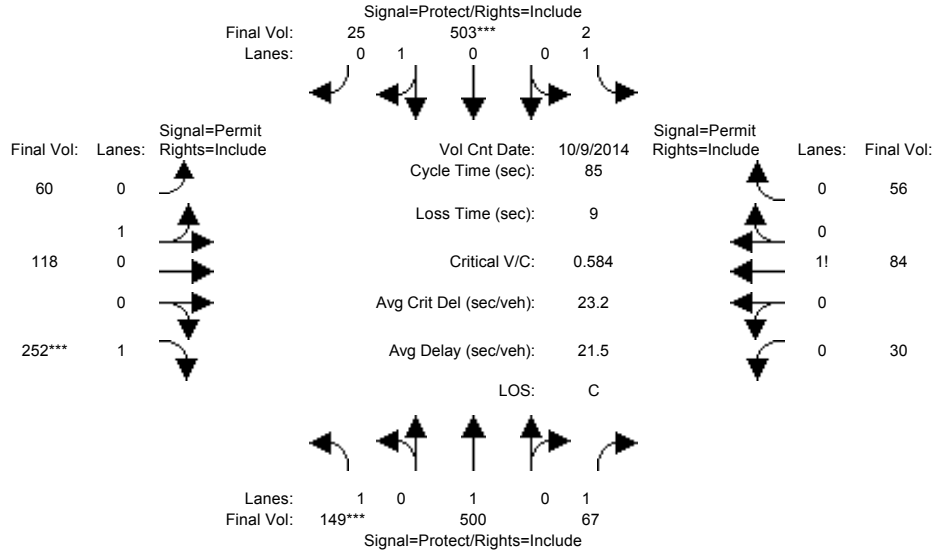 Signal=Protect/Rights=Include
Final Vol: 25 503*** 2
Lanes: 0 1 0 0 1
Signal=Permit Signal=Permit
Final Vol: Lanes: Rights=Include Vol Cnt Date: 10/9/2014 Rights=Include Lanes: Final Vol:
Cycle Time (sec): 85
60 0 0 56
Loss Time (sec): 9
1 0
118 0 Critical V/C: 0.584 1! 84
0 Avg Crit Del (sec/veh): 23.2 0
252*** 1 Avg Delay (sec/veh): 21.5 0 30
LOS: C
Lanes: 1 0 1 0 1
Final Vol: 149*** 500 67
Signal=Protect/Rights=Include